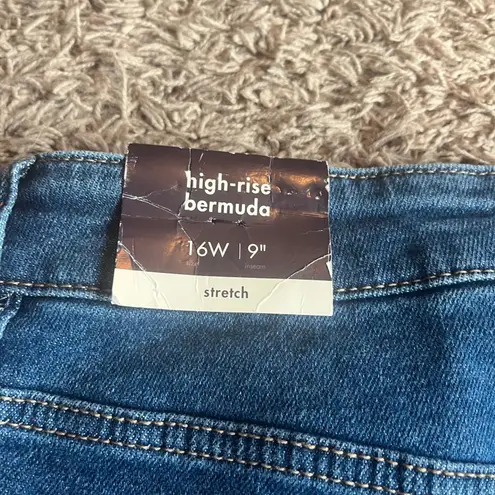 high-rise
bermuda
16W | 9"
stretch